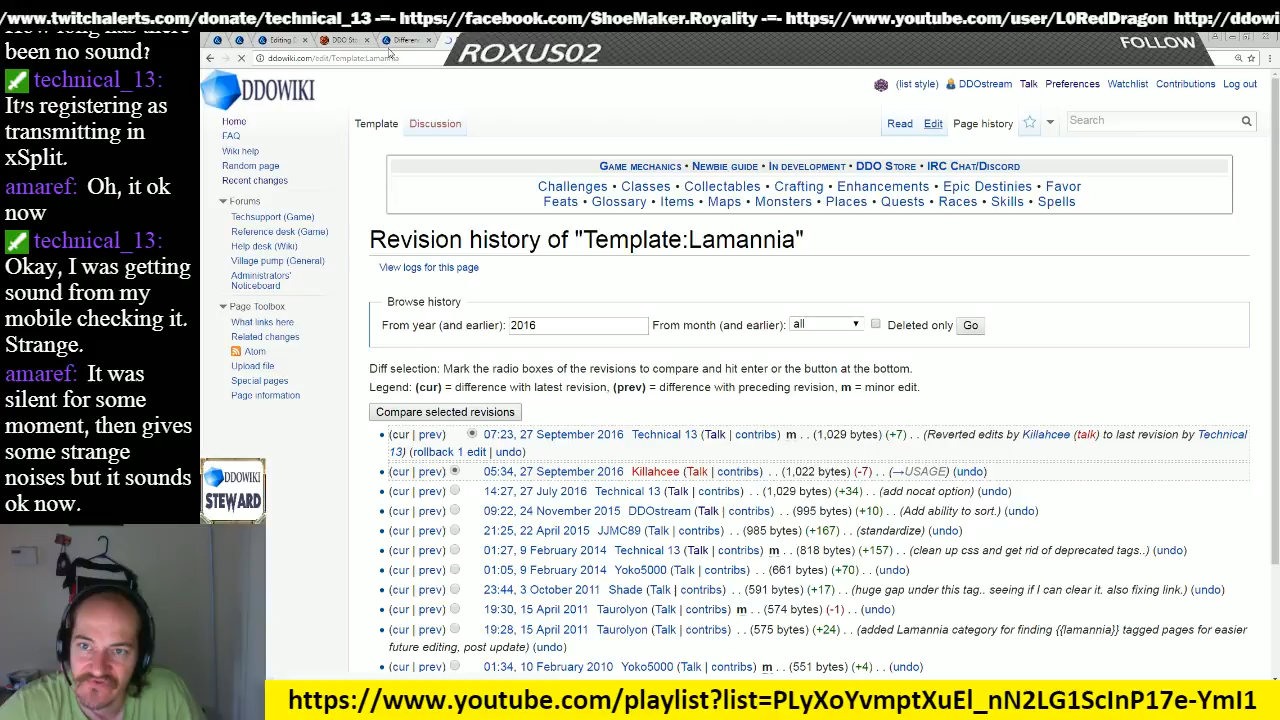 ww.twitchalerts.com/donate/technical_13 -=- https://facebook.com/ShoeMaker.Royality -=- https://www.youtube.com/user/L0RedDragon http://ddowi
How long has there
been no sound?
technical_13:
It's registering as
transmitting in
xSplit.
amaref: Oh, it ok
now
technical_13:
Okay, I was getting
sound from my
mobile checking it.
Strange.
amaref: It was
silent for some
moment, then gives
some strange
noises but it sounds
ok now.
Editing
DDO Sto
Differen
ROXUS02
FOLLOW
ddowiki.com/edit/Template:Lamannia
DDOWIKI
(list style) DDOstream Talk Preferences Watchlist Contributions Log out
Home
FAQ
Wiki help
Random page
Recent changes
Forums
Techsupport (Game)
Reference desk (Game)
Help desk (Wiki)
Village pump (General)
Administrators'
Noticeboard
Page Toolbox
What links here
Related changes
Atom
Upload file
Special pages
Page information
DDOWIKI
STEWARD
Template Discussion Read Edit Page history Search
Game mechanics • Newbie guide • In development • DDO Store • IRC Chat/Discord
Challenges • Classes • Collectables • Crafting • Enhancements • Epic Destinies • Favor
Feats • Glossary • Items • Maps • Monsters • Places • Quests • Races • Skills • Spells
Revision history of "Template:Lamannia"
View logs for this page
Browse history
From year (and earlier): 2016 From month (and earlier): all Deleted only Go
Diff selection: Mark the radio boxes of the revisions to compare and hit enter or the button at the bottom.
Legend: (cur) = difference with latest revision, (prev) = difference with preceding revision, m = minor edit.
Compare selected revisions
(cur | prev) 07:23, 27 September 2016 Technical 13 (Talk | contribs) m . . (1,029 bytes) (+7) . . (Reverted edits by Killahcee (talk) to last revision by Technical
13) (rollback 1 edit | undo)
(cur | prev) 05:34, 27 September 2016 Killahcee (Talk | contribs) . . (1,022 bytes) (-7) . . (→USAGE) (undo)
(cur | prev) 14:27, 27 July 2016 Technical 13 (Talk | contribs) . . (1,029 bytes) (+34) . . (add nocat option) (undo)
(cur | prev) 09:22, 24 November 2015 DDOstream (Talk | contribs) . . (995 bytes) (+10) . . (Add ability to sort.) (undo)
(cur | prev) 21:25, 22 April 2015 JJMC89 (Talk | contribs) . . (985 bytes) (+167) . . (standardize) (undo)
(cur | prev) 01:27, 9 February 2014 Technical 13 (Talk | contribs) m . . (818 bytes) (+157) . . (clean up css and get rid of deprecated tags..) (undo)
(cur | prev) 01:05, 9 February 2014 Yoko5000 (Talk | contribs) . . (661 bytes) (+70) . . (undo)
(cur | prev) 23:44, 3 October 2011 Shade (Talk | contribs) . . (591 bytes) (+17) . . (huge gap under this tag.. seeing if I can clear it. also fixing link.) (undo)
(cur | prev) 19:30, 15 April 2011 Taurolyon (Talk | contribs) m . . (574 bytes) (-1) . . (undo)
(cur | prev) 19:28, 15 April 2011 Taurolyon (Talk | contribs) . . (575 bytes) (+24) . . (added Lamannia category for finding {{lamannia}} tagged pages for easier
future editing, post update) (undo)
(cur | prev) 01:34, 10 February 2010 Yoko5000 (Talk | contribs) m . . (551 bytes) (+4) . . (undo)
https://www.youtube.com/playlist?list=PLyXoYvmptXuEl_nN2LG1ScInP17e-YmI1